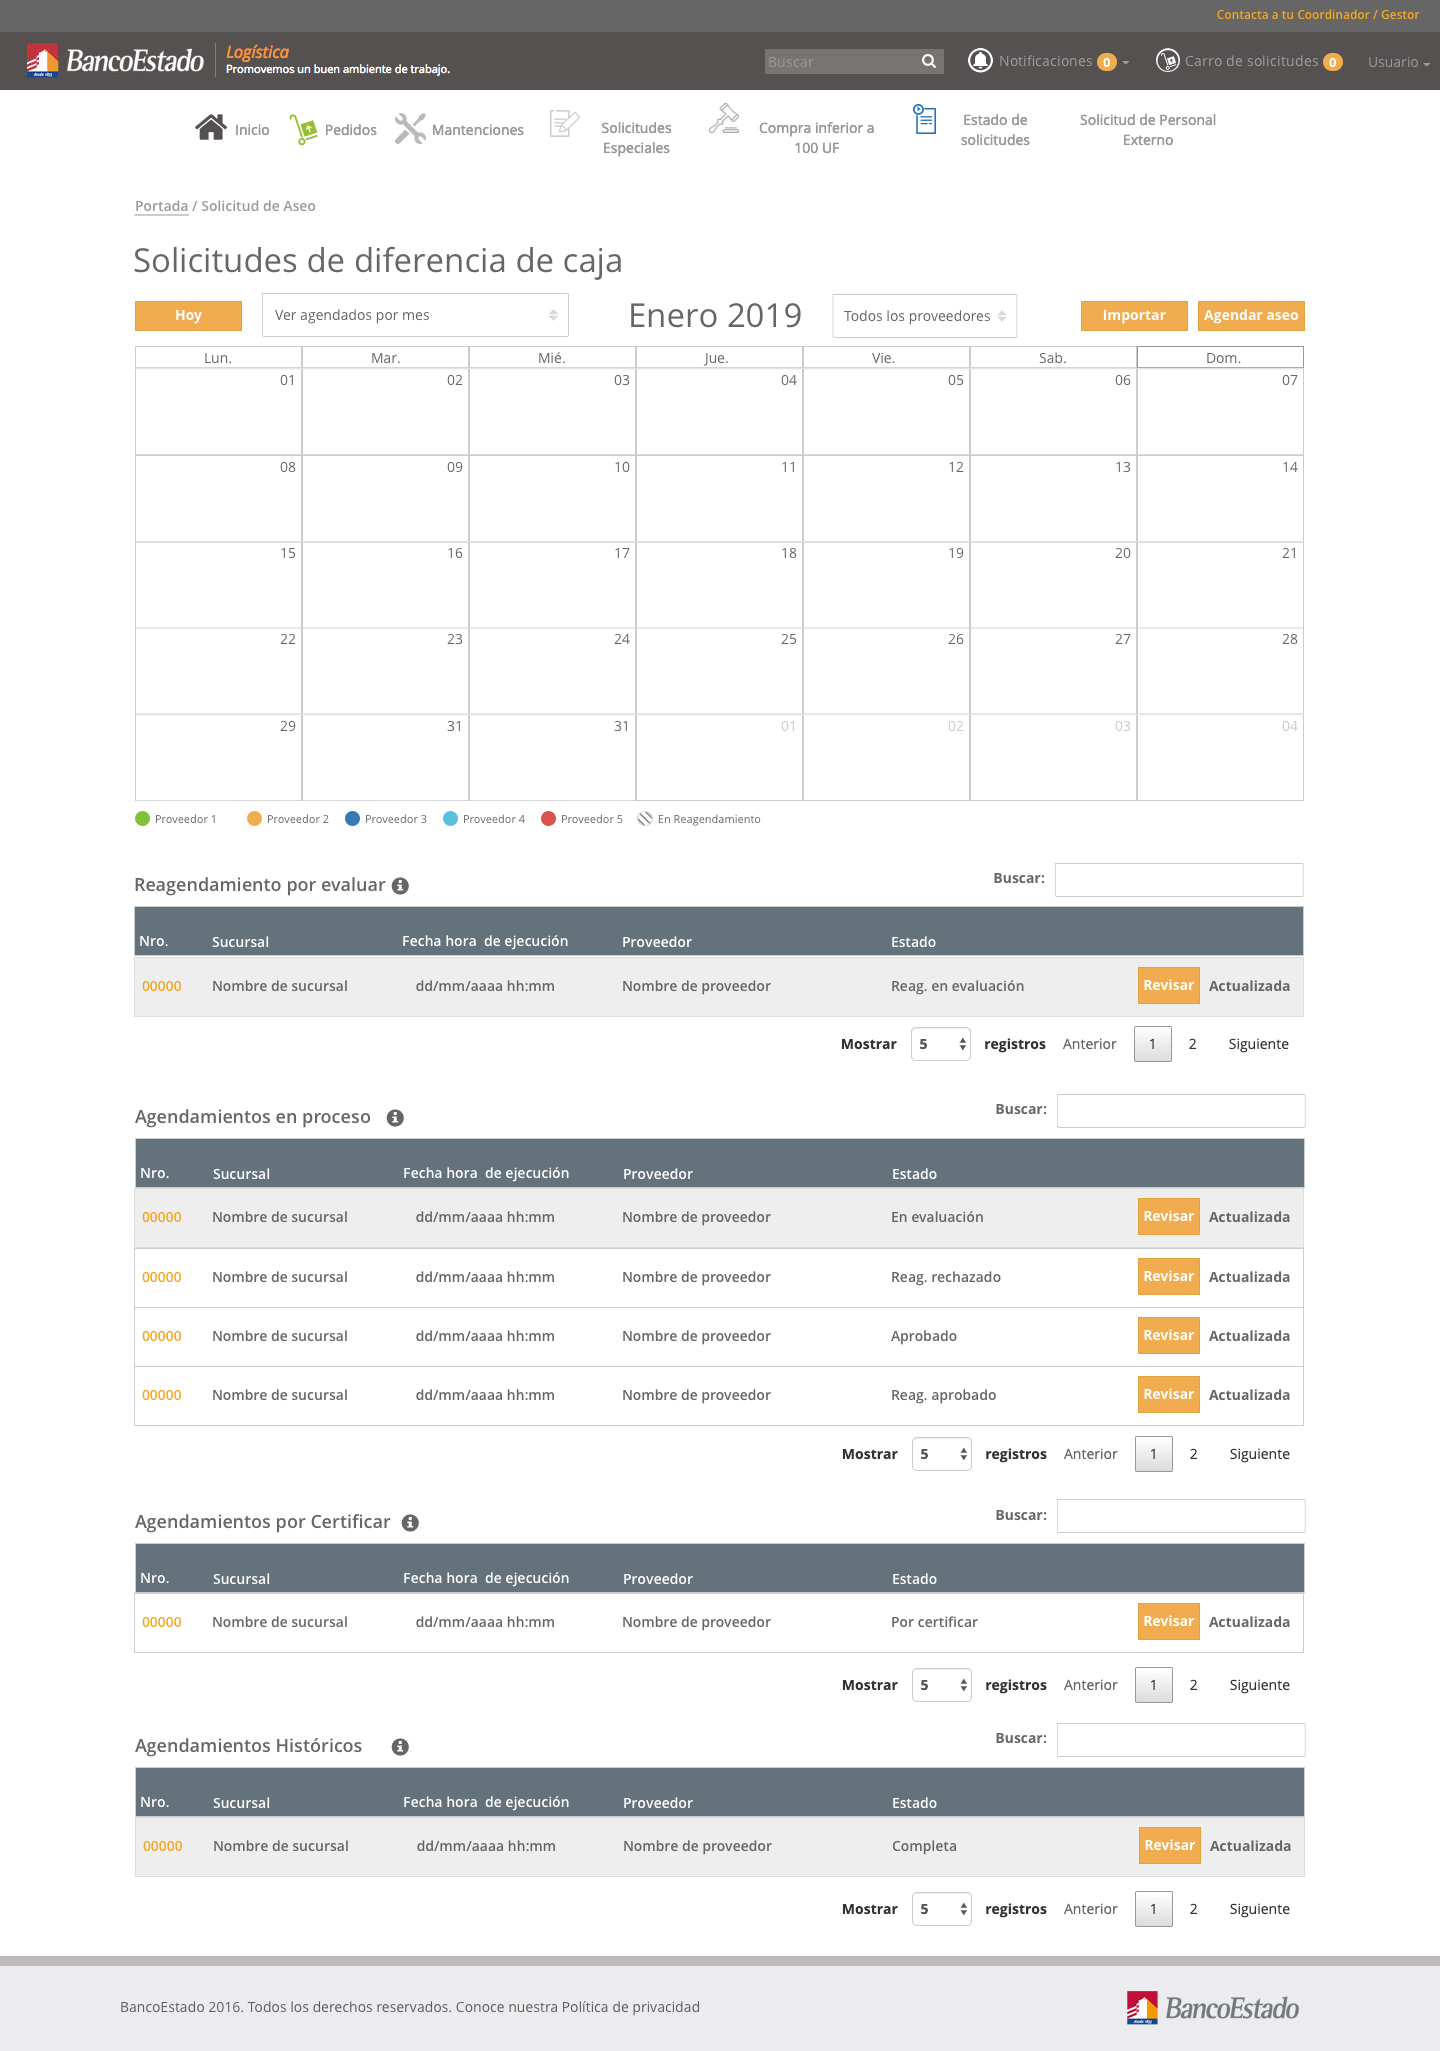 Contacta a tu Coordinador / Gestor
desde 1855 BancoEstado Logística
Promovemos un buen ambiente de trabajo.
Buscar Notificaciones 0 Carro de solicitudes 0 Usuario
Inicio Pedidos Mantenciones Solicitudes Especiales Compra inferior a 100 UF Estado de solicitudes Solicitud de Personal Externo
Portada / Solicitud de Aseo
Solicitudes de diferencia de caja
Hoy Ver agendados por mes Enero 2019 Todos los proveedores Importar Agendar aseo
Lun. Mar. Mié. Jue. Vie. Sab. Dom.
01 02 03 04 05 06 07
08 09 10 11 12 13 14
15 16 17 18 19 20 21
22 23 24 25 26 27 28
29 31 31 01 02 03 04
Proveedor 1 Proveedor 2 Proveedor 3 Proveedor 4 Proveedor 5 En Reagendamiento
Reagendamiento por evaluar Buscar:
Nro. Sucursal Fecha hora de ejecución Proveedor Estado
00000 Nombre de sucursal dd/mm/aaaa hh:mm Nombre de proveedor Reag. en evaluación Revisar Actualizada
Mostrar 5 registros Anterior 1 2 Siguiente
Agendamientos en proceso Buscar:
Nro. Sucursal Fecha hora de ejecución Proveedor Estado
00000 Nombre de sucursal dd/mm/aaaa hh:mm Nombre de proveedor En evaluación Revisar Actualizada
00000 Nombre de sucursal dd/mm/aaaa hh:mm Nombre de proveedor Reag. rechazado Revisar Actualizada
00000 Nombre de sucursal dd/mm/aaaa hh:mm Nombre de proveedor Aprobado Revisar Actualizada
00000 Nombre de sucursal dd/mm/aaaa hh:mm Nombre de proveedor Reag. aprobado Revisar Actualizada
Mostrar 5 registros Anterior 1 2 Siguiente
Agendamientos por Certificar Buscar:
Nro. Sucursal Fecha hora de ejecución Proveedor Estado
00000 Nombre de sucursal dd/mm/aaaa hh:mm Nombre de proveedor Por certificar Revisar Actualizada
Mostrar 5 registros Anterior 1 2 Siguiente
Agendamientos Históricos Buscar:
Nro. Sucursal Fecha hora de ejecución Proveedor Estado
00000 Nombre de sucursal dd/mm/aaaa hh:mm Nombre de proveedor Completa Revisar Actualizada
Mostrar 5 registros Anterior 1 2 Siguiente
BancoEstado 2016. Todos los derechos reservados. Conoce nuestra Política de privacidad
desde 1855 BancoEstado